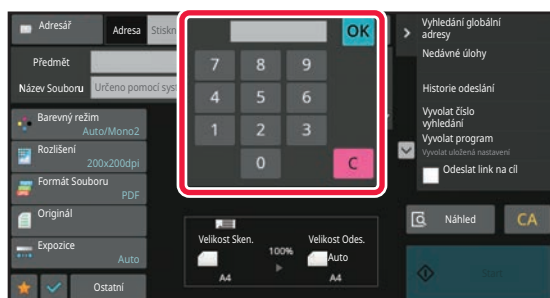 Adresář
Adresa
Stiskn
OK
Předmět
Název Souboru
Určeno pomocí syst
7 8 9
4 5 6
1 2 3
0 C
Barevný režim
Auto/Mono2
Rozlišení
200x200dpi
Formát Souboru
PDF
Originál
Expozice
Auto
Ostatní
Velikost Sken.
100%
Velikost Odes.
Auto
A4
A4
Vyhledání globální
adresy
Nedávné úlohy
Historie odeslání
Vyvolat číslo
vyhledání
Vyvolat program
Vyvolat uložená nastavení
Odeslat link na cíl
Náhled
CA
Start